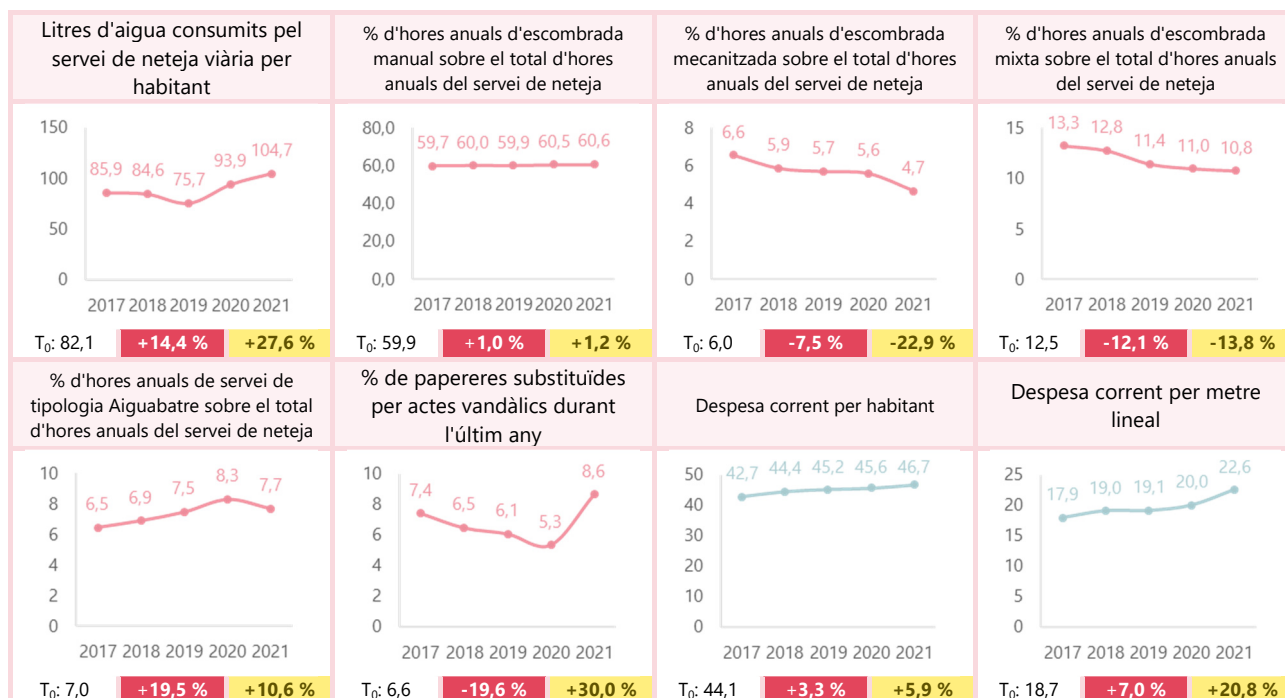 Litres d'aigua consumits pel
servei de neteja viària per
habitant
% d'hores anuals d'escombrada
manual sobre el total d'hores
anuals del servei de neteja
% d'hores anuals d'escombrada
mecanitzada sobre el total d'hores
anuals del servei de neteja
% d'hores anuals d'escombrada
mixta sobre el total d'hores anuals
del servei de neteja
150
100
50
0
85,9 84,6 75,7 93,9 104,7
2017 2018 2019 2020 2021
80,0
60,0
40,0
20,0
0,0
59,7 60,0 59,9 60,5 60,6
2017 2018 2019 2020 2021
8
6
4
2
0
6,6 5,9 5,7 5,6 4,7
2017 2018 2019 2020 2021
15
10
5
0
13,3 12,8 11,4 11,0 10,8
2017 2018 2019 2020 2021
T₀: 82,1 +14,4 % +27,6 %
T₀: 59,9 +1,0 % +1,2 %
T₀: 6,0 -7,5 % -22,9 %
T₀: 12,5 -12,1 % -13,8 %
% d'hores anuals de servei de
tipologia Aiguabatre sobre el total
d'hores anuals del servei de neteja
% de papereres substituïdes
per actes vandàlics durant
l'últim any
Despesa corrent per habitant
Despesa corrent per metre
lineal
10
8
6
4
2
0
6,5 6,9 7,5 8,3 7,7
2017 2018 2019 2020 2021
10
8
6
4
2
0
7,4 6,5 6,1 5,3 8,6
2017 2018 2019 2020 2021
50
40
30
20
10
0
42,7 44,4 45,2 45,6 46,7
2017 2018 2019 2020 2021
25
20
15
10
5
0
17,9 19,0 19,1 20,0 22,6
2017 2018 2019 2020 2021
T₀: 7,0 +19,5 % +10,6 %
T₀: 6,6 -19,6 % +30,0 %
T₀: 44,1 +3,3 % +5,9 %
T₀: 18,7 +7,0 % +20,8 %